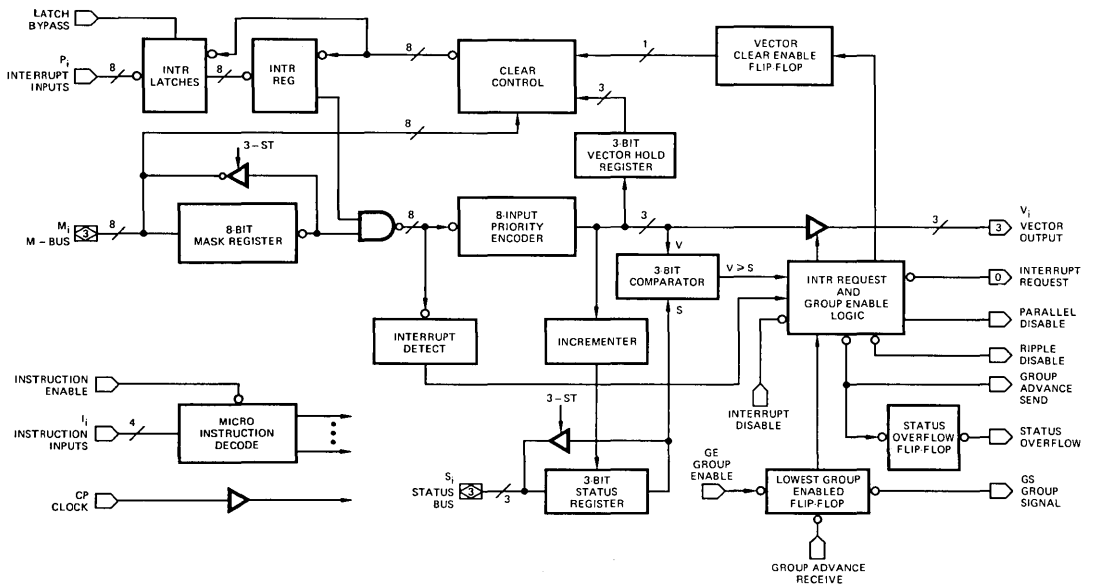 LATCH
BYPASS
Pi
INTERRUPT
INPUTS
8
INTR
LATCHES
8
INTR
REG
8
CLEAR
CONTROL
1
VECTOR
CLEAR ENABLE
FLIP-FLOP
3
8
3-BIT
VECTOR HOLD
REGISTER
3-ST
Mi
M-BUS
3
8
8-BIT
MASK REGISTER
8
8-INPUT
PRIORITY
ENCODER
3
V
3
3
Vi
VECTOR
OUTPUT
3-BIT
COMPARATOR
V ≥ S
S
INTR REQUEST
AND
GROUP ENABLE
LOGIC
0
INTERRUPT
REQUEST
PARALLEL
DISABLE
RIPPLE
DISABLE
GROUP
ADVANCE
SEND
INTERRUPT
DETECT
INCREMENTER
INTERRUPT
DISABLE
INSTRUCTION
ENABLE
Ii
INSTRUCTION
INPUTS
4
MICRO
INSTRUCTION
DECODE
3-ST
STATUS
OVERFLOW
FLIP-FLOP
STATUS
OVERFLOW
CP
CLOCK
Si
STATUS
BUS
3
3
3-BIT
STATUS
REGISTER
GE
GROUP
ENABLE
LOWEST GROUP
ENABLED
FLIP-FLOP
GS
GROUP
SIGNAL
GROUP ADVANCE
RECEIVE